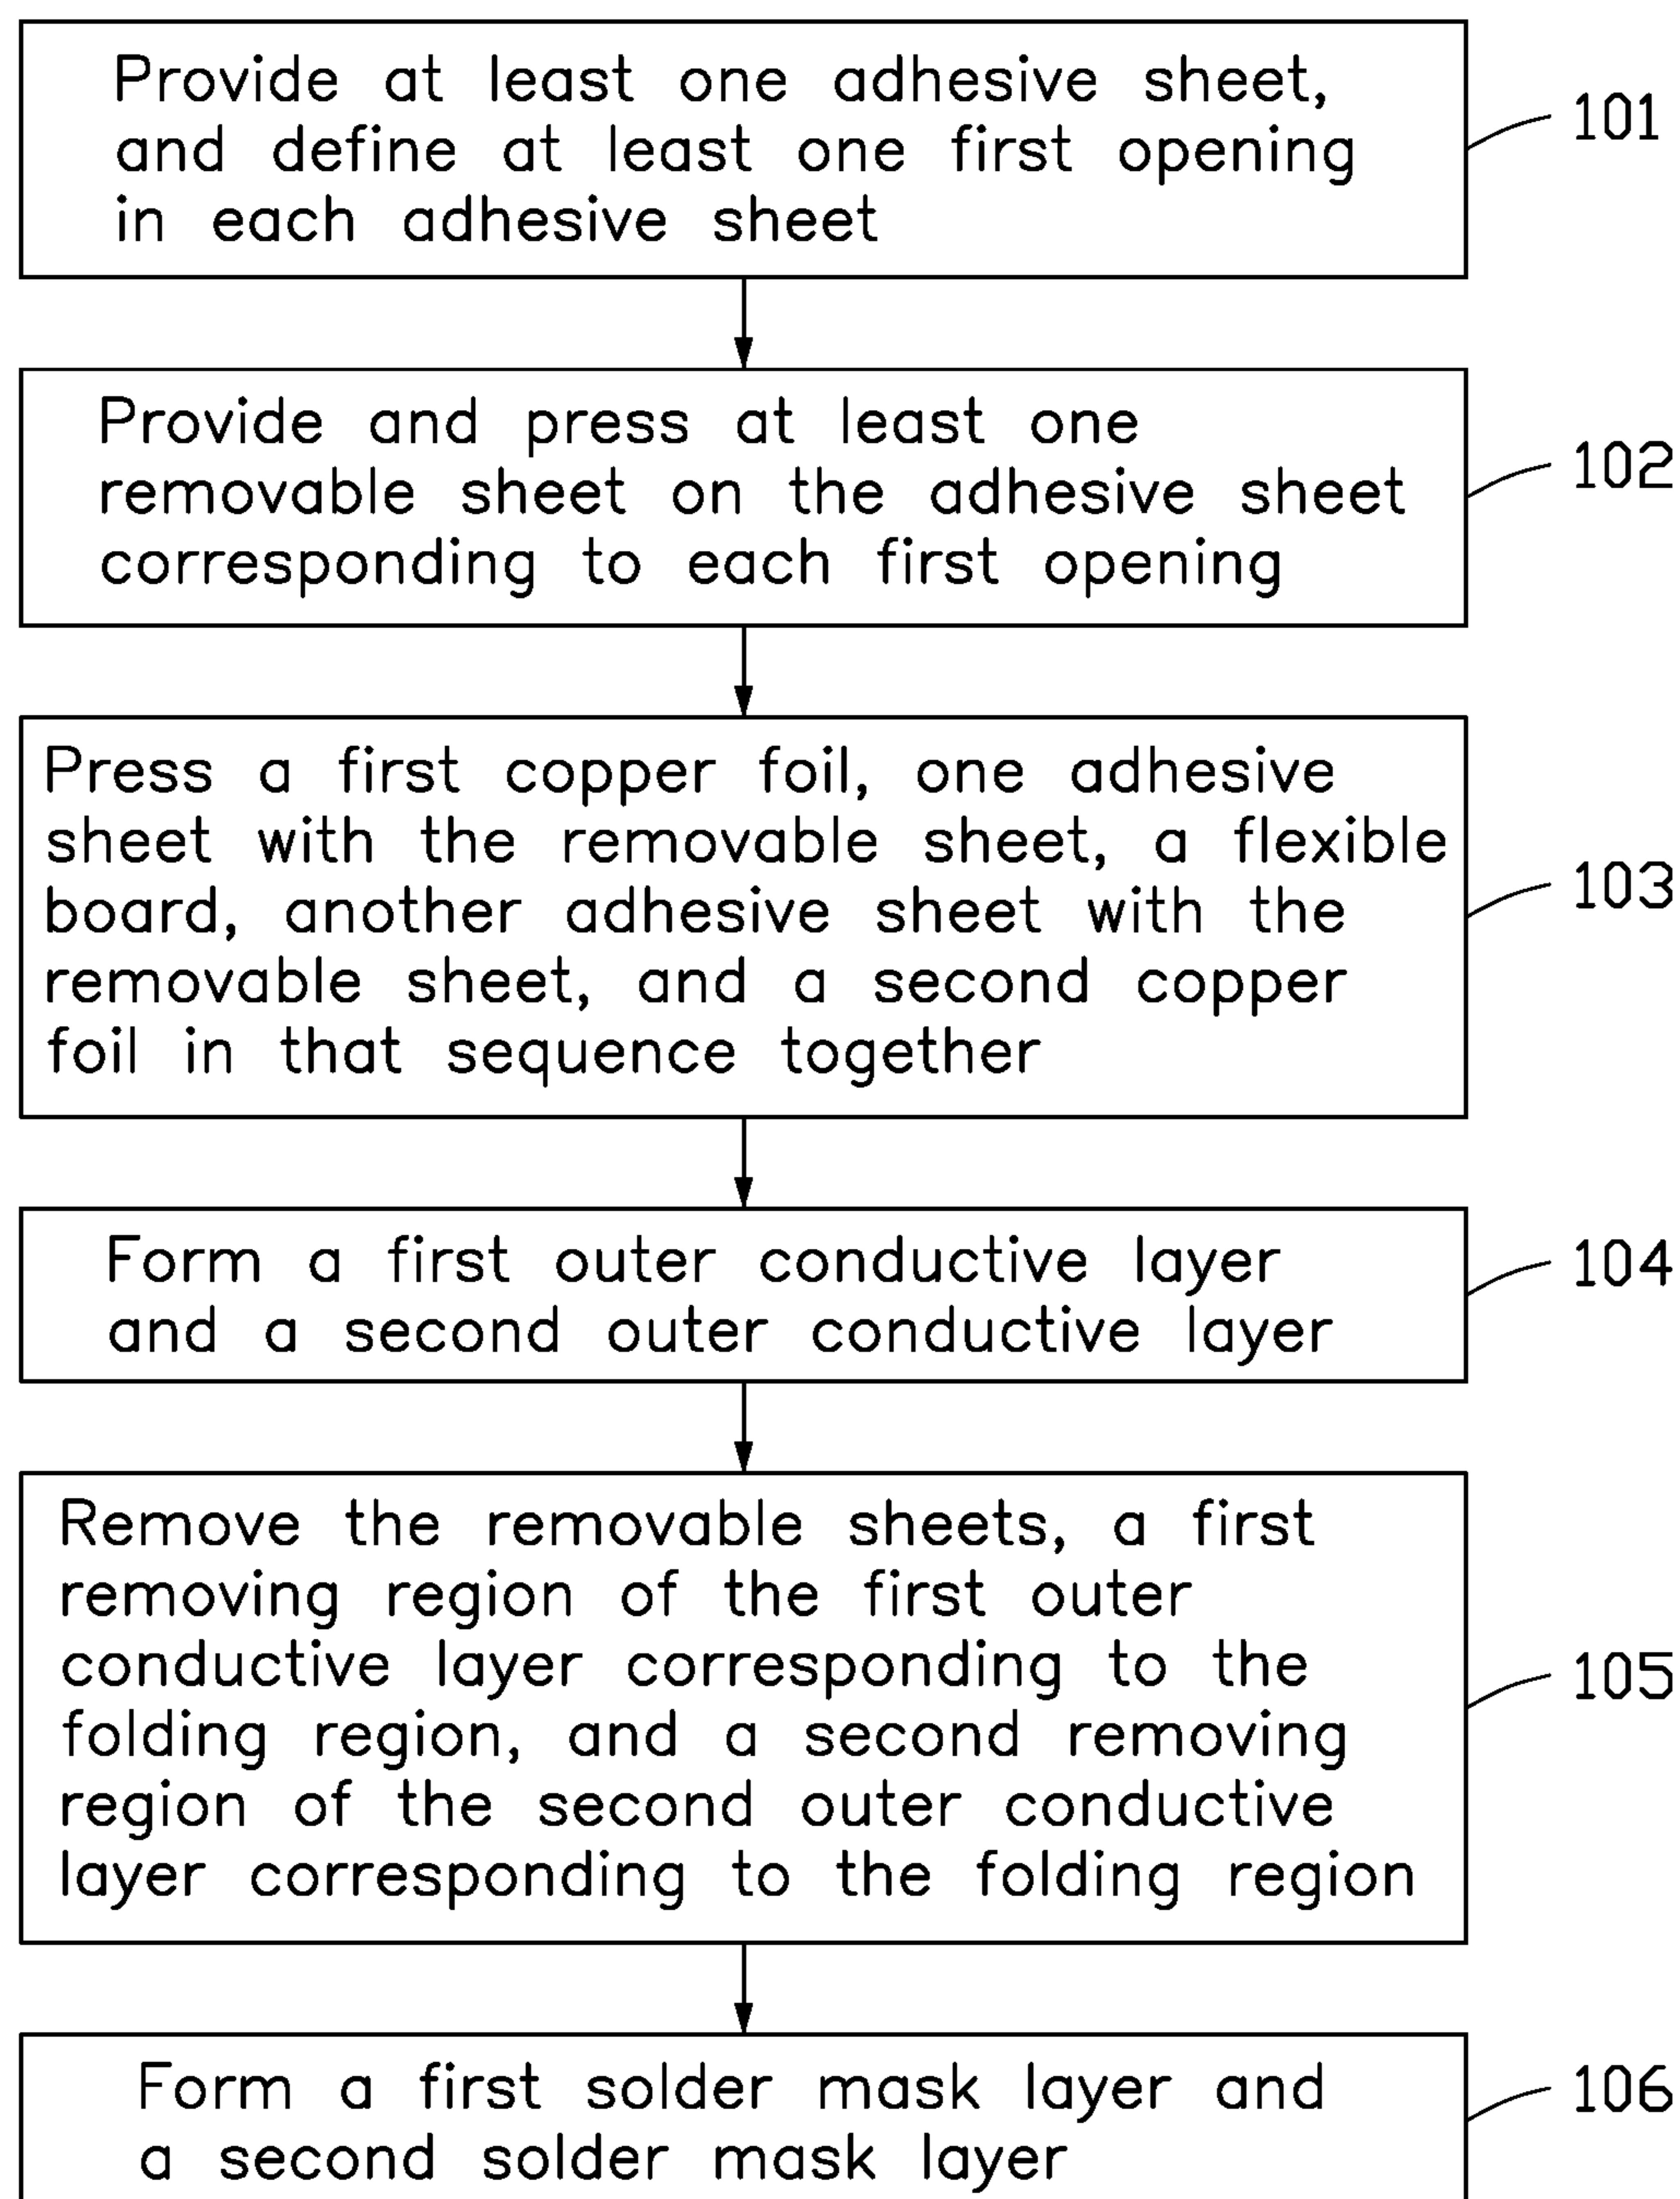 Provide at least one adhesive sheet,
and define at least one first opening
in each adhesive sheet
101
Provide and press at least one
removable sheet on the adhesive sheet
corresponding to each first opening
102
Press a first copper foil, one adhesive
sheet with the removable sheet, a flexible
board, another adhesive sheet with the
removable sheet, and a second copper
foil in that sequence together
103
Form a first outer conductive layer
and a second outer conductive layer
104
Remove the removable sheets, a first
removing region of the first outer
conductive layer corresponding to the
folding region, and a second removing
region of the second outer conductive
layer corresponding to the folding region
105
Form a first solder mask layer and
a second solder mask layer
106